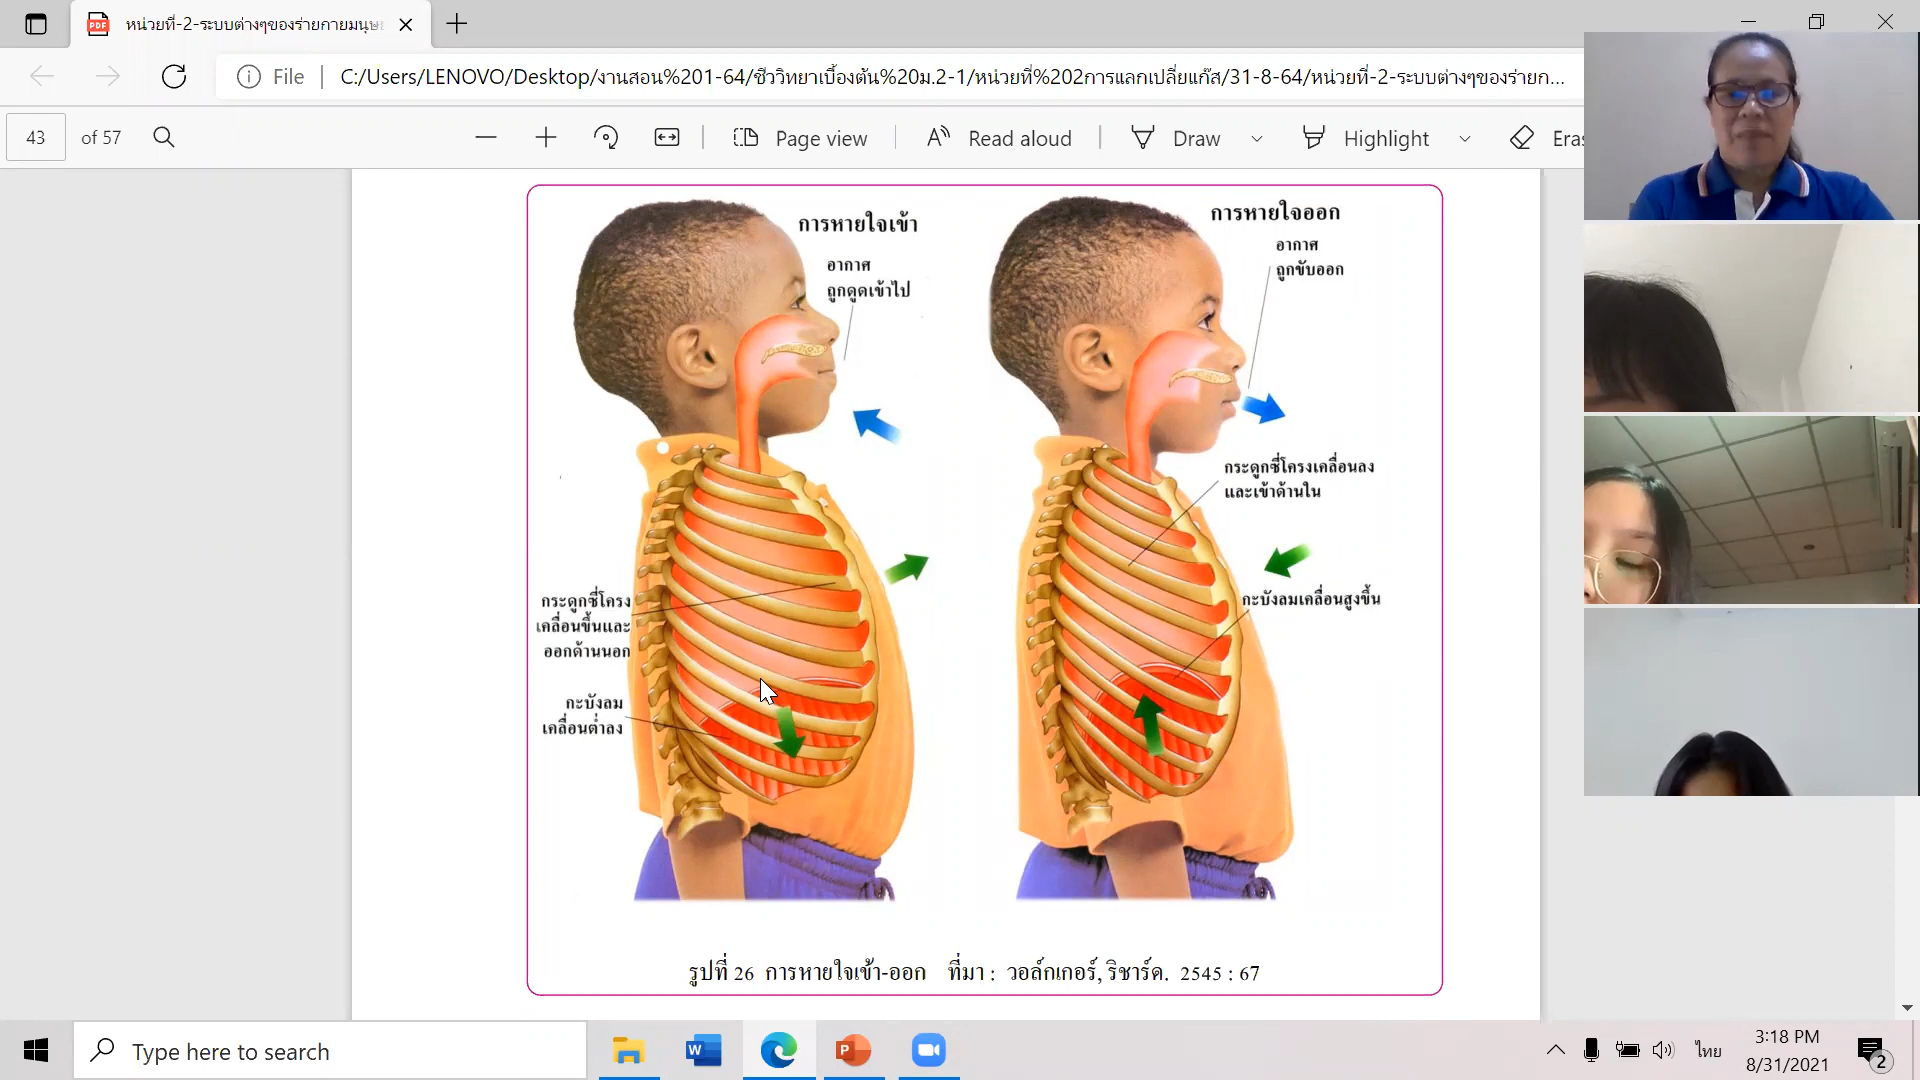 หน่วยที่-2-ระบบต่างๆของร่ายกายมนุษย
File
C:/Users/LENOVO/Desktop/งานสอน%201-64/ชีววิทยาเบื้องต้น%20ม.2-1/หน่วยที่%202การแลกเปลี่ยแก๊ส/31-8-64/หน่วยที่-2-ระบบต่างๆของร่ายก...
43
of 57
Page view
Read aloud
Draw
Highlight
Eras
การหายใจเข้า
อากาศ
ถูกดูดเข้าไป
กระดูกซี่โครง
เคลื่อนขึ้นและ
ออกด้านนอก
กะบังลม
เคลื่อนต่ำลง
การหายใจออก
อากาศ
ถูกขับออก
กระดูกซี่โครงเคลื่อนลง
และเข้าด้านใน
กะบังลมเคลื่อนสูงขึ้น
รูปที่ 26 การหายใจเข้า-ออก ที่มา : วอล์กเกอร์, ริชาร์ด. 2545 : 67
Type here to search
ไทย
3:18 PM
8/31/2021
2